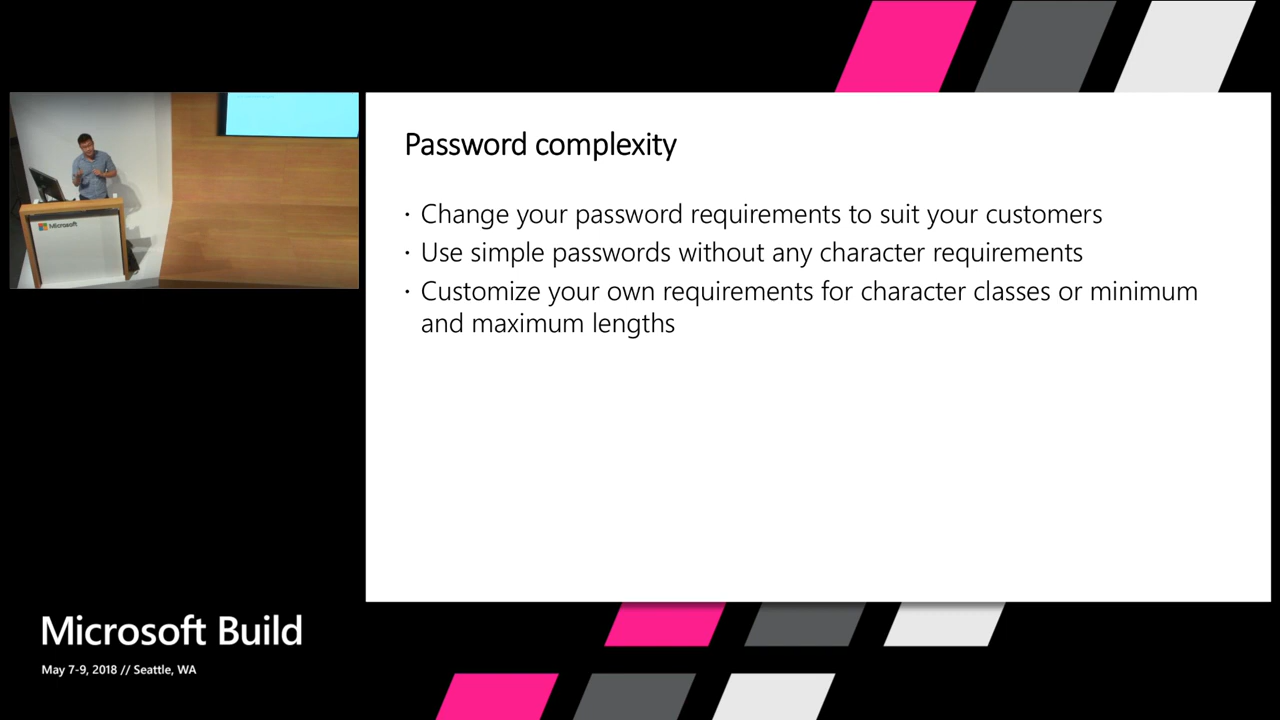 Microsoft
Password complexity
· Change your password requirements to suit your customers
· Use simple passwords without any character requirements
· Customize your own requirements for character classes or minimum
and maximum lengths
Microsoft Build
May 7-9, 2018 // Seattle, WA